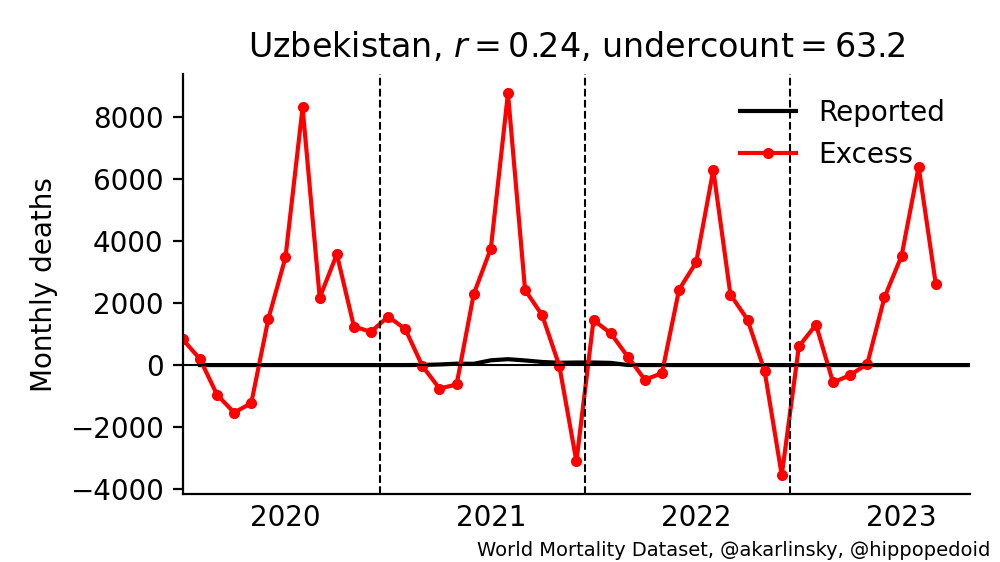 Uzbekistan, r = 0.24, undercount = 63.2
Monthly deaths
8000
6000
4000
2000
0
−2000
−4000
Reported
Excess
2020 2021 2022 2023
World Mortality Dataset, @akarlinsky, @hippopedoid